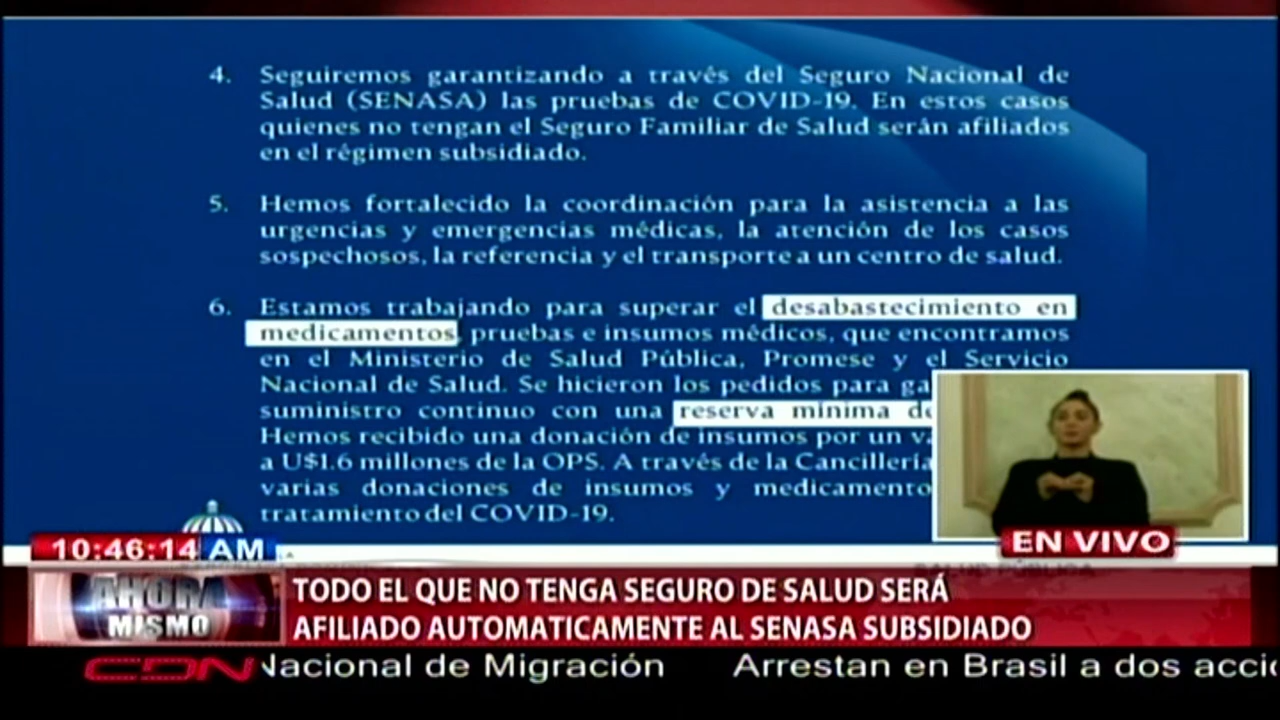 4. Seguiremos garantizando a través del Seguro Nacional de
Salud (SENASA) las pruebas de COVID-19. En estos casos
quienes no tengan el Seguro Familiar de Salud serán afiliados
en el régimen subsidiado.
5. Hemos fortalecido la coordinación para la asistencia a las
urgencias y emergencias médicas, la atención de los casos
sospechosos, la referencia y el transporte a un centro de salud.
6. Estamos trabajando para superar el desabastecimiento en
medicamentos, pruebas e insumos médicos, que encontramos
en el Ministerio de Salud Pública, Promese y el Servicio
Nacional de Salud. Se hicieron los pedidos para ga
suministro continuo con una reserva mínima de
Hemos recibido una donación de insumos por un va
a U$1.6 millones de la OPS. A través de la Cancillería
varias donaciones de insumos y medicamento
tratamiento del COVID-19.
EN VIVO
10:46:14 AM
SALUD PÚBLICA
AHORA
MISMO
TODO EL QUE NO TENGA SEGURO DE SALUD SERÁ
AFILIADO AUTOMATICAMENTE AL SENASA SUBSIDIADO
CDN Nacional de Migración Arrestan en Brasil a dos accio